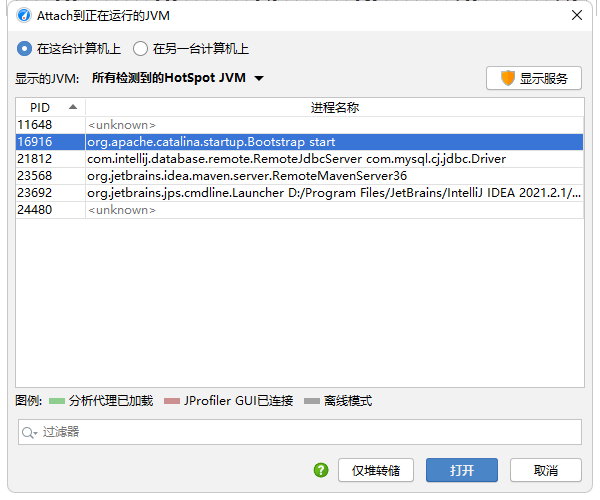 Attach到正在运行的JVM
在这台计算机上 在另一台计算机上
显示的JVM: 所有检测到的HotSpot JVM 显示服务
PID 进程名称
11648 <unknown>
16916 org.apache.catalina.startup.Bootstrap start
21812 com.intellij.database.remote.RemoteJdbcServer com.mysql.cj.jdbc.Driver
23568 org.jetbrains.idea.maven.server.RemoteMavenServer36
23692 org.jetbrains.jps.cmdline.Launcher D:/Program Files/JetBrains/IntelliJ IDEA 2021.2.1/...
24480 <unknown>
图例: 分析代理已加载 JProfiler GUI已连接 离线模式
过滤器
? 仅堆转储 打开 取消